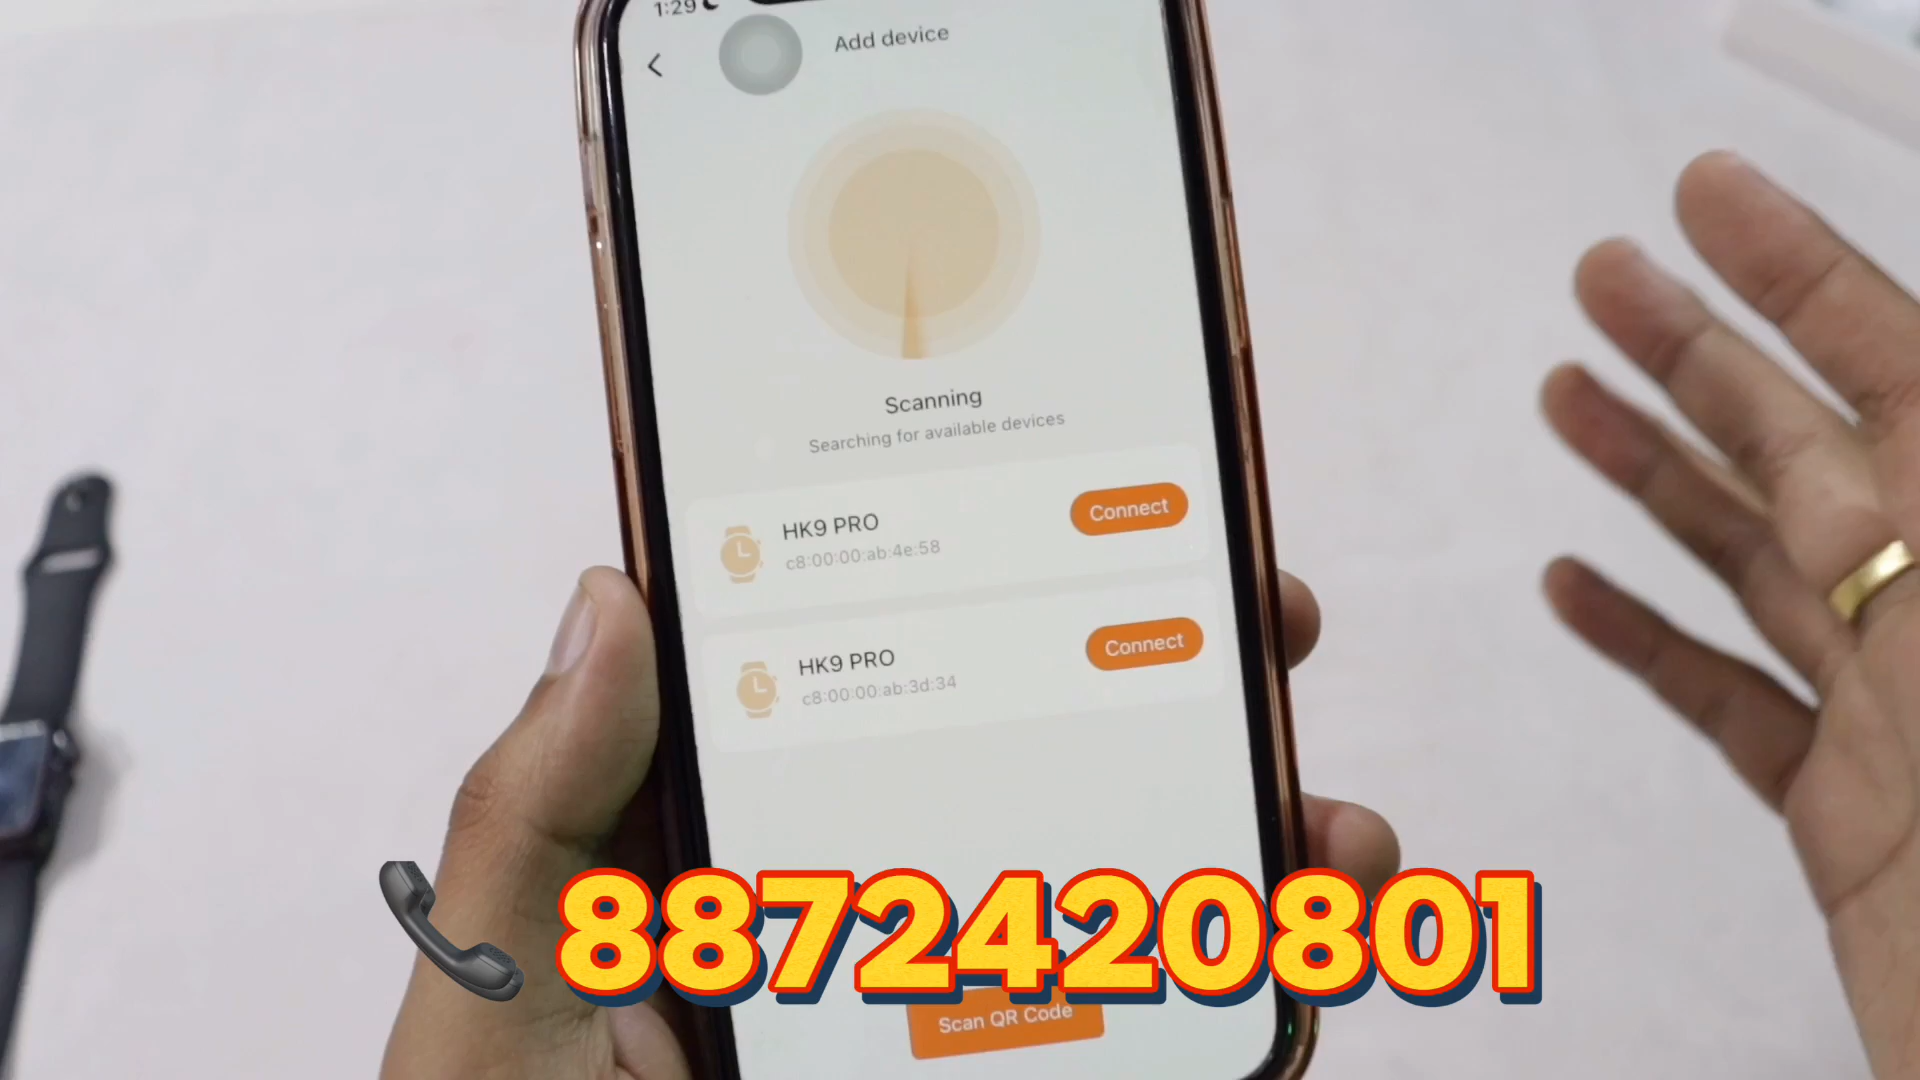 1:29
Add device
Scanning
Searching for available devices
HK9 PRO
c8:00:00:ab:4e:58
Connect
HK9 PRO
c8:00:00:ab:3d:34
Connect
8872420801
Scan QR Code